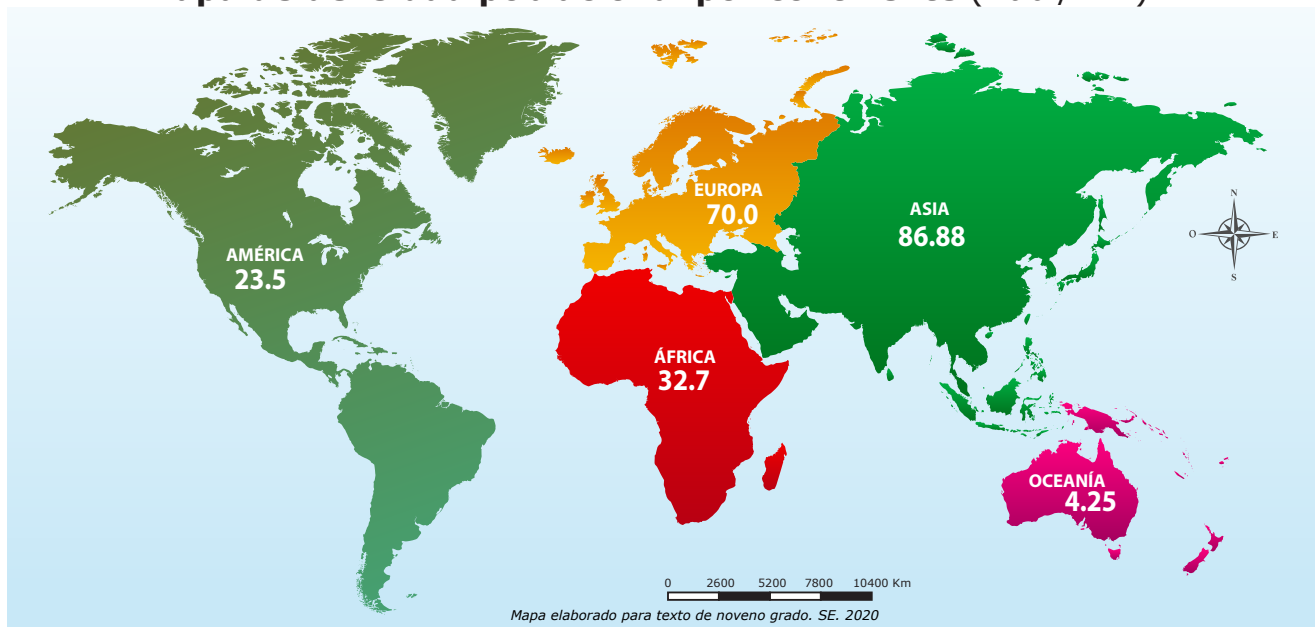 EUROPA
70.0
ASIA
86.88
N
O
E
S
AMÉRICA
23.5
ÁFRICA
32.7
OCEANÍA
4.25
0 2600 5200 7800 10400 Km
Mapa elaborado para texto de noveno grado. SE. 2020